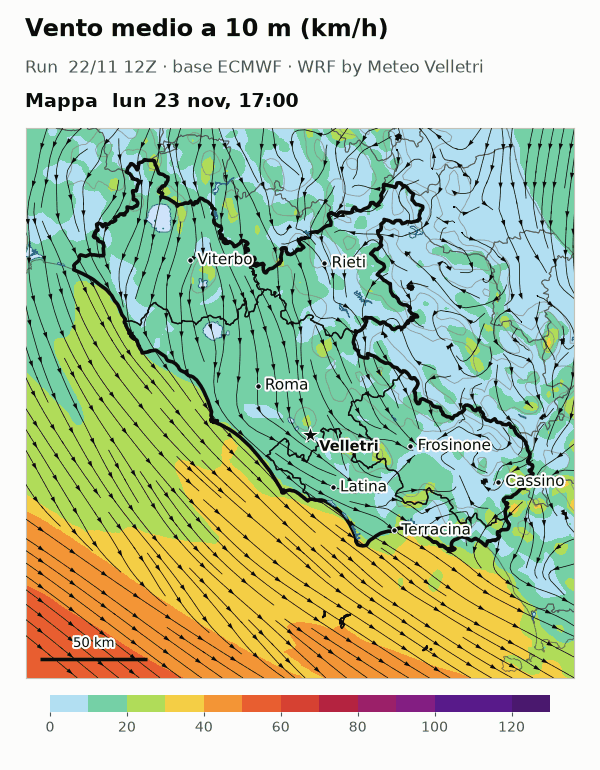 Vento medio a 10 m (km/h)
Run 22/11 12Z · base ECMWF · WRF by Meteo Velletri
Mappa lun 23 nov, 17:00
Viterbo
Rieti
Roma
Velletri
Frosinone
Latina
Cassino
Terracina
50 km
0 20 40 60 80 100 120